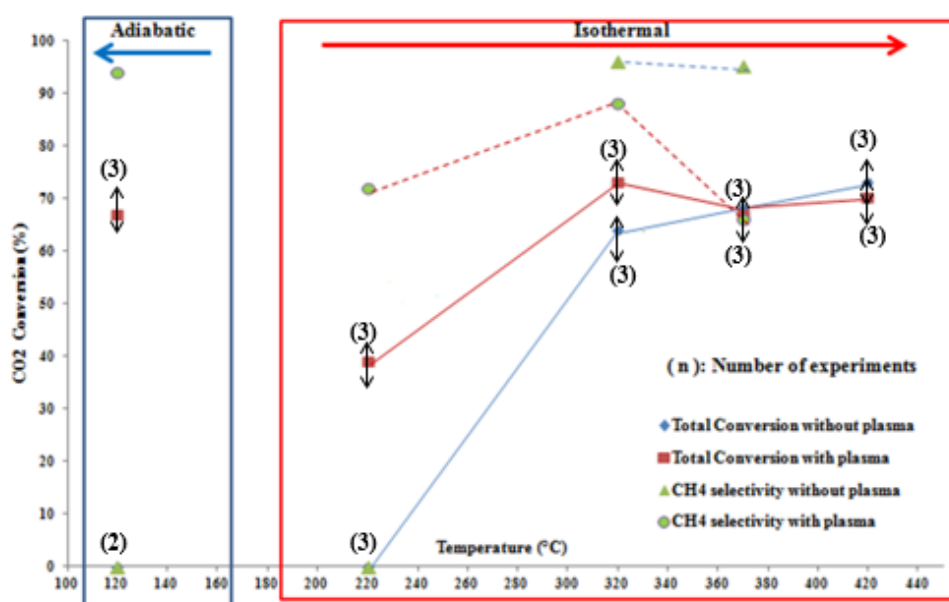 Adiabatic
Isothermal
100
90
80
70
60
50
40
30
20
10
0
CO2 Conversion (%)
(3)
(3)
(3)
(3)
(3)
(3)
(3)
(3)
(3)
(2)
(3)
( n ): Number of experiments
Total Conversion without plasma
Total Conversion with plasma
CH4 selectivity without plasma
CH4 selectivity with plasma
Temperature (°C)
100 120 140 160 200 220 240 260 280 300 320 340 360 380 400 420 440